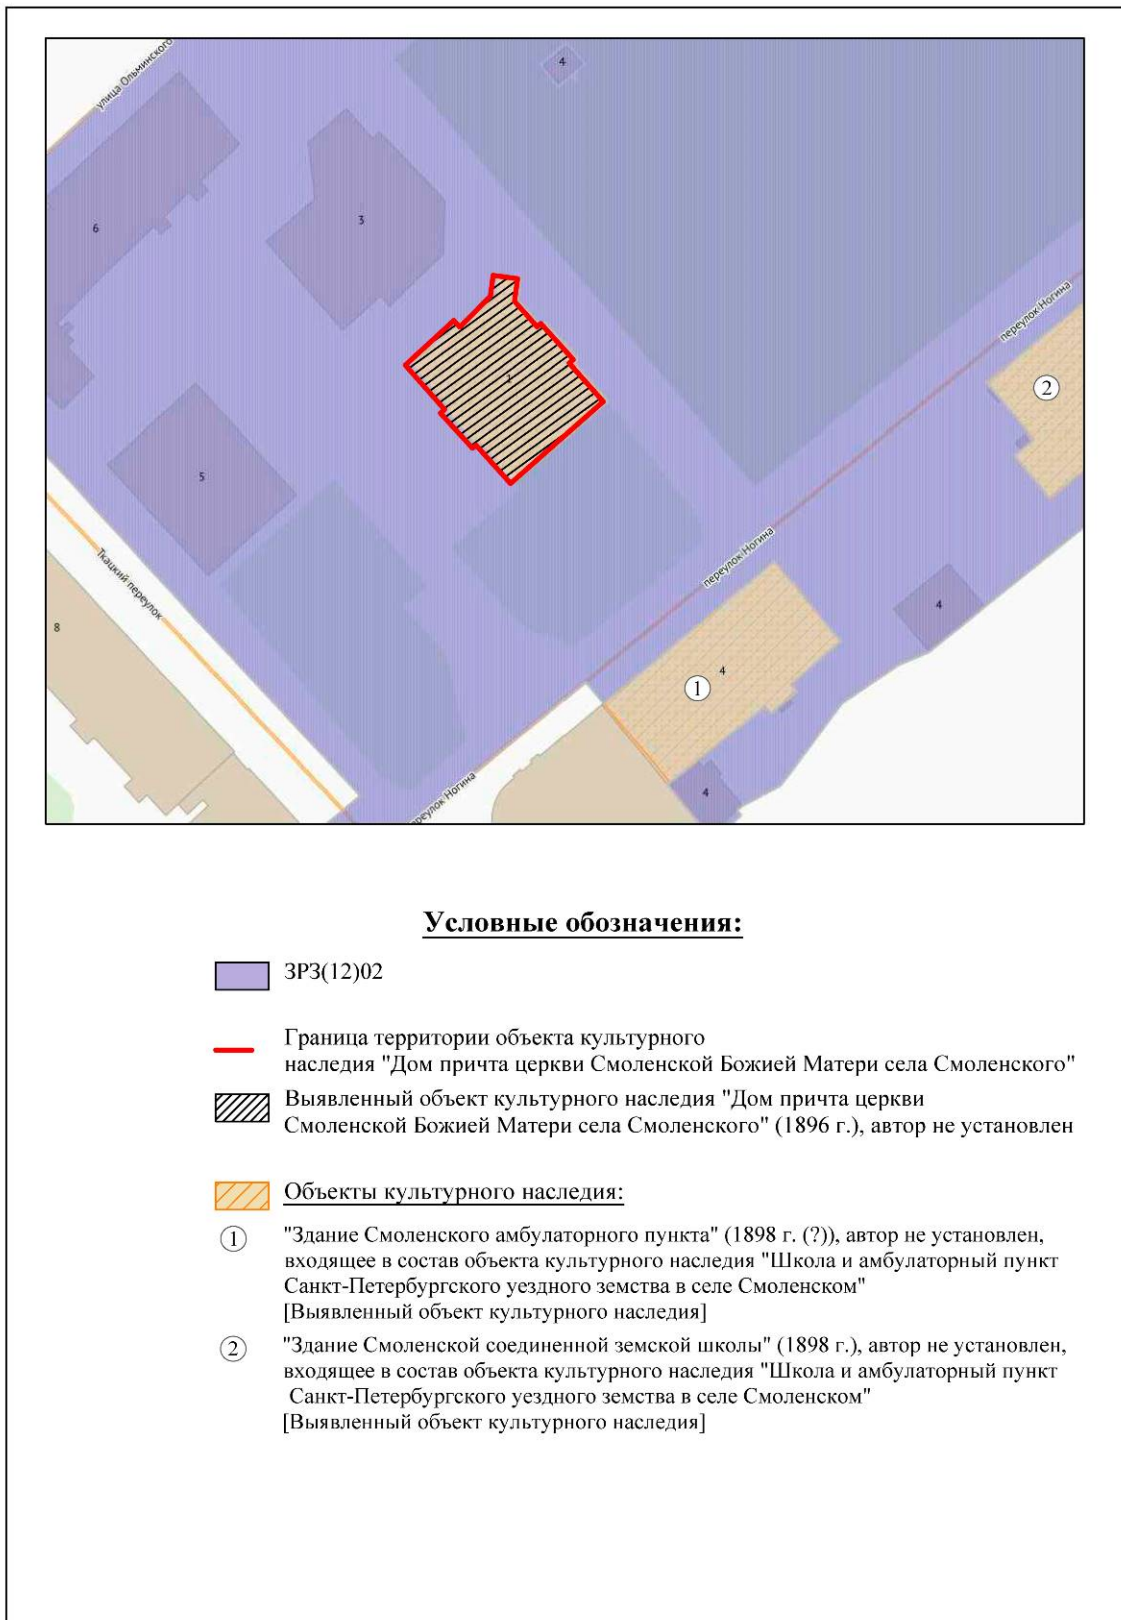 улица Ольминского
4
6
3
переулок Ногина
1
2
5
Ткацкий переулок
переулок Ногина
4
8
4
1
4
переулок Ногина
Условные обозначения:
ЗРЗ(12)02
Граница территории объекта культурного
наследия "Дом причта церкви Смоленской Божией Матери села Смоленского"
Выявленный объект культурного наследия "Дом причта церкви
Смоленской Божией Матери села Смоленского" (1896 г.), автор не установлен
Объекты культурного наследия:
1 "Здание Смоленского амбулаторного пункта" (1898 г. (?)), автор не установлен,
входящее в состав объекта культурного наследия "Школа и амбулаторный пункт
Санкт-Петербургского уездного земства в селе Смоленском"
[Выявленный объект культурного наследия]
2 "Здание Смоленской соединенной земской школы" (1898 г.), автор не установлен,
входящее в состав объекта культурного наследия "Школа и амбулаторный пункт
Санкт-Петербургского уездного земства в селе Смоленском"
[Выявленный объект культурного наследия]